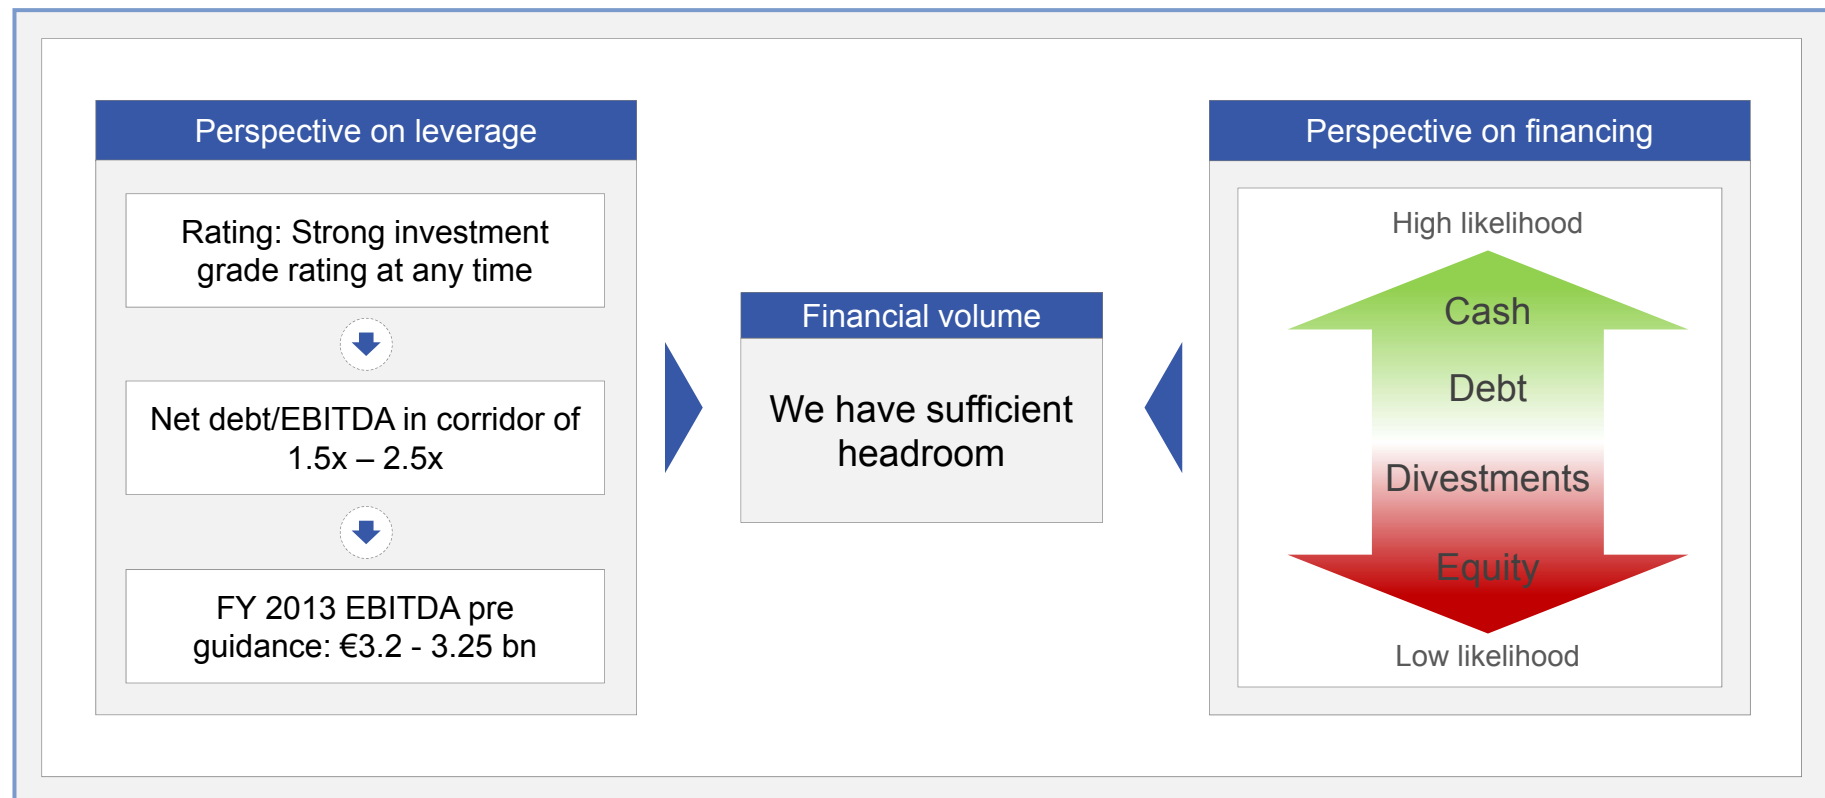 Perspective on leverage
Rating: Strong investment
grade rating at any time
Net debt/EBITDA in corridor of
1.5x – 2.5x
FY 2013 EBITDA pre
guidance: €3.2 - 3.25 bn
Financial volume
We have sufficient
headroom
Perspective on financing
High likelihood
Cash
Debt
Divestments
Equity
Low likelihood